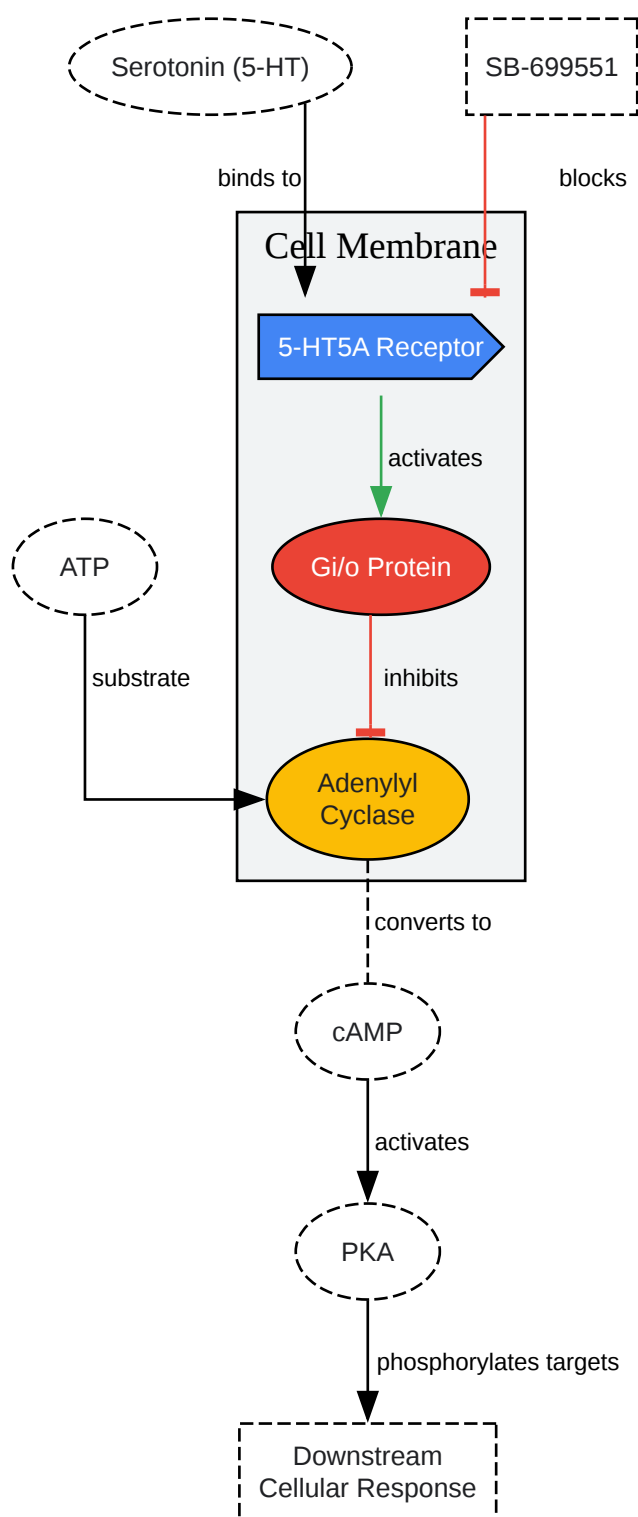 Serotonin (5-HT)
SB-699551
binds to
blocks
Cell Membrane
5-HT5A Receptor
activates
Gi/o Protein
ATP
substrate
inhibits
Adenylyl
Cyclase
converts to
cAMP
activates
PKA
phosphorylates targets
Downstream
Cellular Response